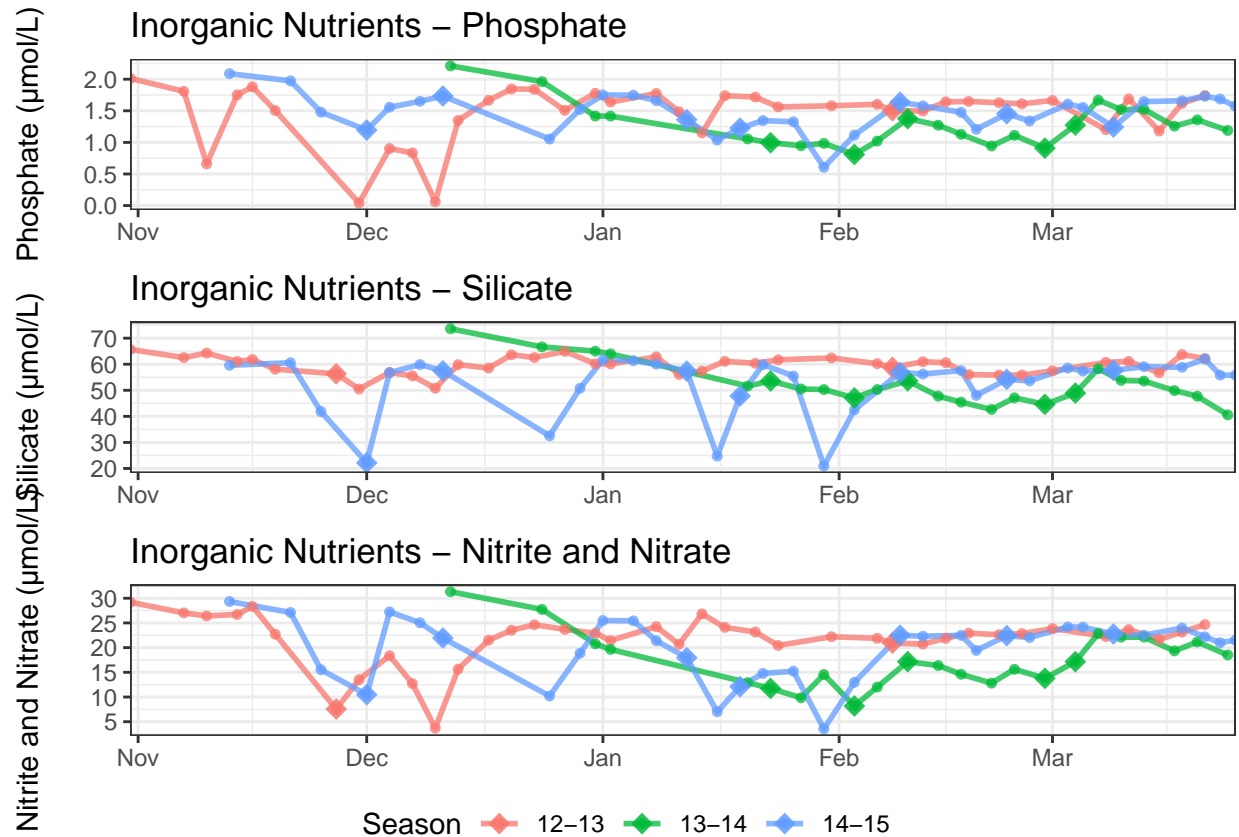 Inorganic Nutrients – Phosphate
Phosphate (µmol/L)
2.0
1.5
1.0
0.5
0.0
Nov Dec Jan Feb Mar
Inorganic Nutrients – Silicate
Silicate (µmol/L)
70
60
50
40
30
20
Nov Dec Jan Feb Mar
Inorganic Nutrients – Nitrite and Nitrate
Nitrite and Nitrate (µmol/L)
30
25
20
15
10
5
Nov Dec Jan Feb Mar
Season 12–13 13–14 14–15